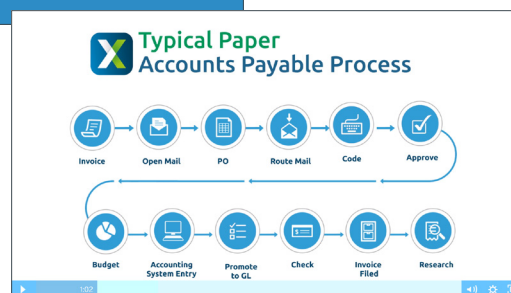 Typical Paper
Accounts Payable Process
Invoice
Open Mail
PO
Route Mail
Code
Approve
Budget
Accounting
System Entry
Promote
to GL
Check
Invoice
Filed
Research
1:02